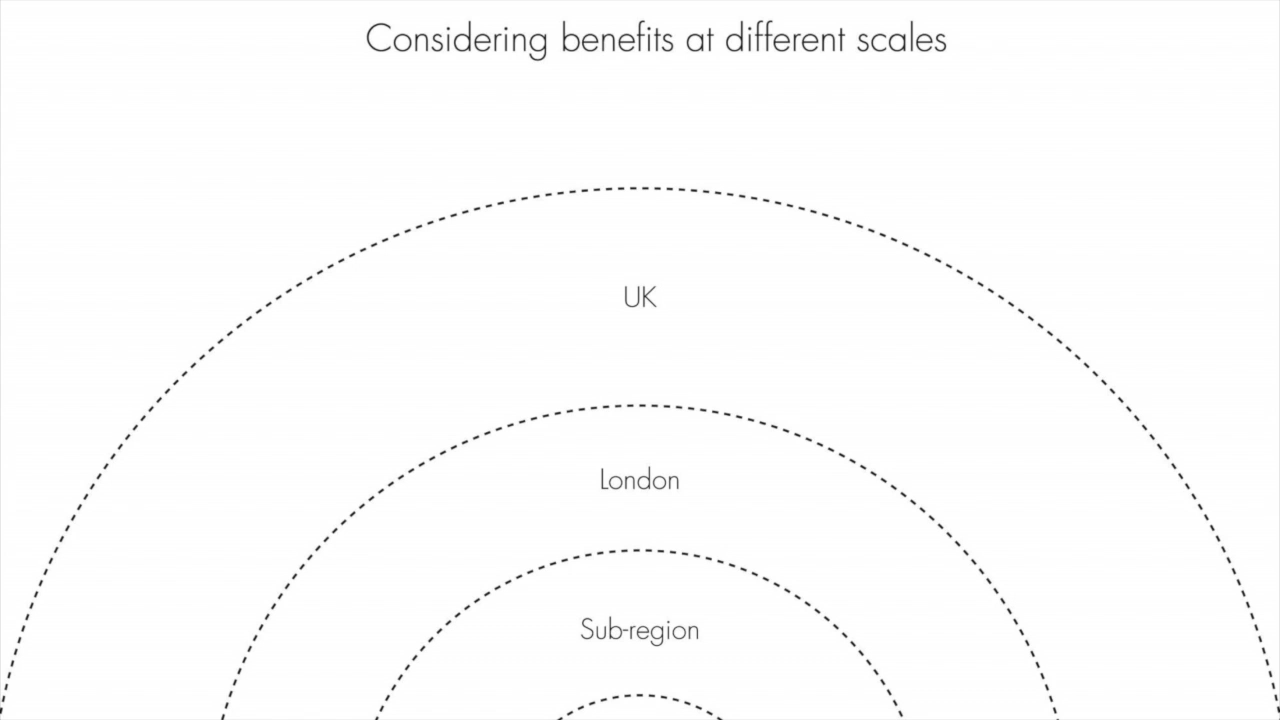 Considering benefits at different scales
UK
London
Sub-region